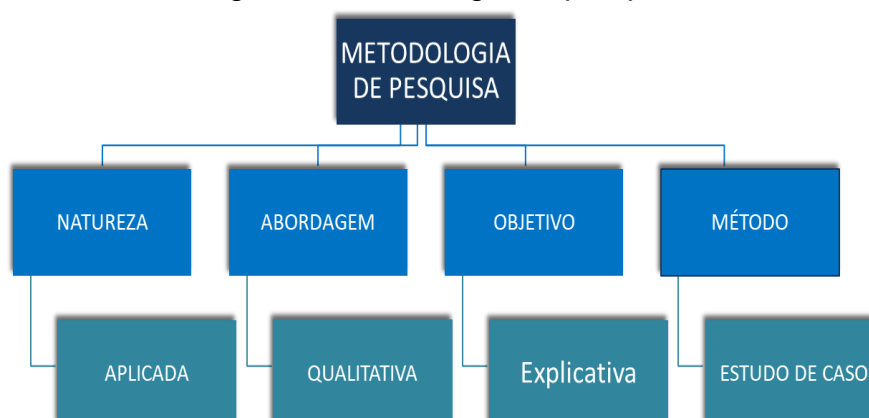 METODOLOGIA
DE PESQUISA
NATUREZA
ABORDAGEM
OBJETIVO
MÉTODO
APLICADA
QUALITATIVA
Explicativa
ESTUDO DE CASO